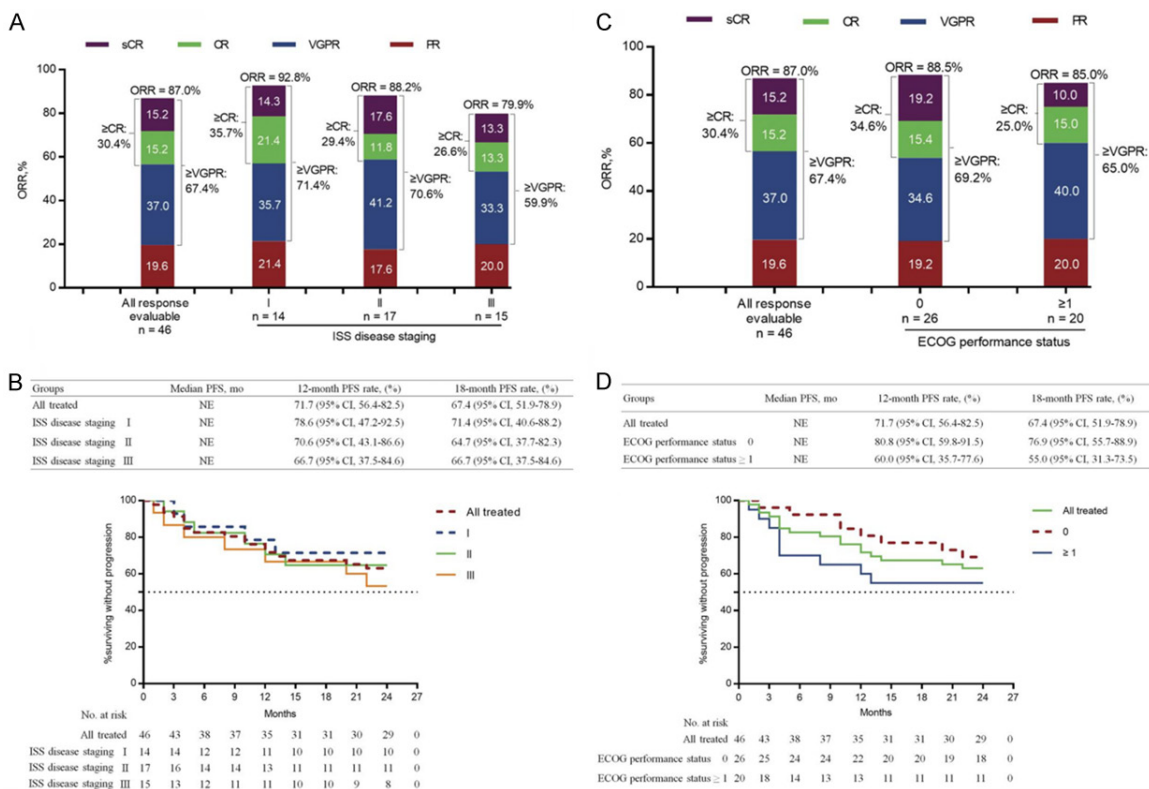 A
sCR CR VGPR PR
ORR = 87.0% ORR = 92.8% ORR = 88.2% ORR = 79.9%
ORR,%
100
80
60
40
20
0
≥CR:
30.4%
≥CR:
35.7%
≥CR:
29.4%
≥CR:
26.6%
≥VGPR:
67.4%
≥VGPR:
71.4%
≥VGPR:
70.6%
≥VGPR:
59.9%
15.2 14.3 17.6 13.3
15.2 21.4 11.8 13.3
37.0 35.7 41.2 33.3
19.6 21.4 17.6 20.0
All response
evaluable
n = 46
I
n = 14
II
n = 17
III
n = 15
ISS disease staging
C
sCR CR VGPR PR
ORR = 87.0% ORR = 88.5% ORR = 85.0%
ORR,%
100
80
60
40
20
0
≥CR:
30.4%
≥CR:
34.6%
≥CR:
25.0%
≥VGPR:
67.4%
≥VGPR:
69.2%
≥VGPR:
65.0%
15.2 19.2 10.0
15.2 15.4 15.0
37.0 34.6 40.0
19.6 19.2 20.0
All response
evaluable
n = 46
0
n = 26
≥1
n = 20
ECOG performance status
B
Groups Median PFS, mo 12-month PFS rate, (%) 18-month PFS rate, (%)
All treated NE 71.7 (95% CI, 56.4-82.5) 67.4 (95% CI, 51.9-78.9)
ISS disease staging I NE 78.6 (95% CI, 47.2-92.5) 71.4 (95% CI, 40.6-88.2)
ISS disease staging II NE 70.6 (95% CI, 43.1-86.6) 64.7 (95% CI, 37.7-82.3)
ISS disease staging III NE 66.7 (95% CI, 37.5-84.6) 66.7 (95% CI, 37.5-84.6)
%surviving without progression
100
80
60
40
20
0
All treated
I
II
III
0 3 6 9 12 15 18 21 24 27
Months
No. at risk
All treated 46 43 38 37 35 31 31 30 29 0
ISS disease staging I 14 14 12 12 11 10 10 10 10 0
ISS disease staging II 17 16 14 14 13 11 11 11 11 0
ISS disease staging III 15 13 12 11 11 10 10 9 8 0
D
Groups Median PFS, mo 12-month PFS rate, (%) 18-month PFS rate, (%)
All treated NE 71.7 (95% CI, 56.4-82.5) 67.4 (95% CI, 51.9-78.9)
ECOG performance status 0 NE 80.8 (95% CI, 59.8-91.5) 76.9 (95% CI, 55.7-88.9)
ECOG performance status ≥ 1 NE 60.0 (95% CI, 35.7-77.6) 55.0 (95% CI, 31.3-73.5)
%surviving without progression
100
80
60
40
20
0
All treated
0
≥ 1
0 3 6 9 12 15 18 21 24 27
Months
No. at risk
All treated 46 43 38 37 35 31 31 30 29 0
ECOG performance status 0 26 25 24 24 22 20 20 19 18 0
ECOG performance status ≥ 1 20 18 14 13 13 11 11 11 11 0